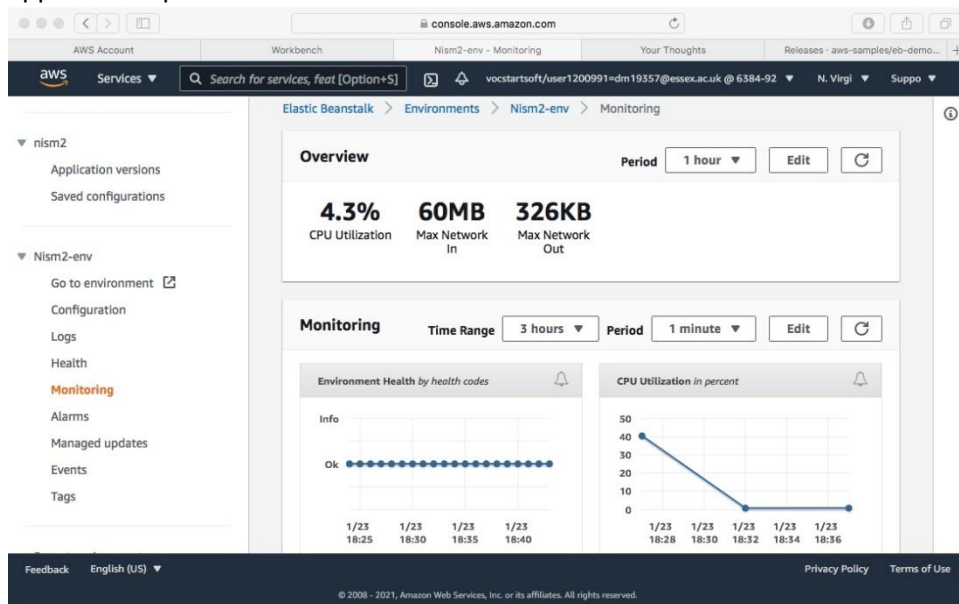 console.aws.amazon.com
AWS Account
Workbench
Nism2-env - Monitoring
Your Thoughts
Releases · aws-samples/eb-demo...
aws
Services ▼
Search for services, feat [Option+S]
vocstartsoft/user1200991=dm19357@essex.ac.uk @ 6384-92 ▼
N. Virgi ▼
Suppo ▼
Elastic Beanstalk > Environments > Nism2-env > Monitoring
nism2
Application versions
Saved configurations
Nism2-env
Go to environment
Configuration
Logs
Health
Monitoring
Alarms
Managed updates
Events
Tags
Overview
Period
1 hour ▼
Edit
4.3%
CPU Utilization
60MB
Max Network
In
326KB
Max Network
Out
Monitoring
Time Range
3 hours ▼
Period
1 minute ▼
Edit
Environment Health by health codes
Info
Ok
1/23 1/23 1/23 1/23
18:25 18:30 18:35 18:40
CPU Utilization in percent
50
40
30
20
10
0
1/23 1/23 1/23 1/23 1/23
18:28 18:30 18:32 18:34 18:36
Feedback
English (US) ▼
Privacy Policy
Terms of Use
© 2008 - 2021, Amazon Web Services, Inc. or its affiliates. All rights reserved.